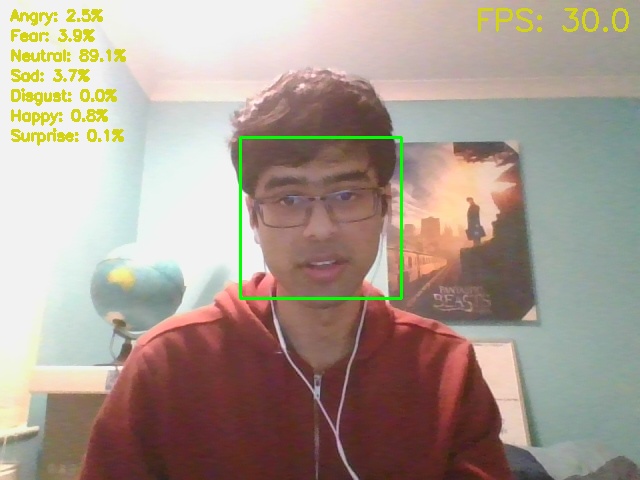 Angry: 2.5%
Fear: 3.9%
Neutral: 89.1%
Sad: 3.7%
Disgust: 0.0%
Happy: 0.8%
Surprise: 0.1%
FPS: 30.0
FANTASTIC
BEASTS